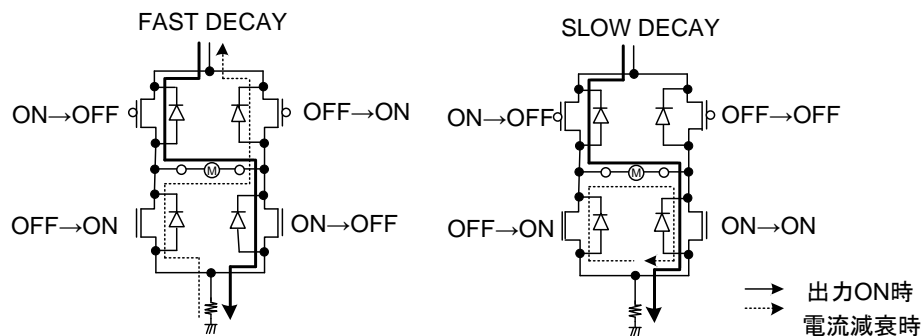 FAST DECAY
ON→OFF
OFF→ON
M
OFF→ON
ON→OFF
SLOW DECAY
ON→OFF
OFF→OFF
M
OFF→ON
ON→ON
出力ON時
電流減衰時